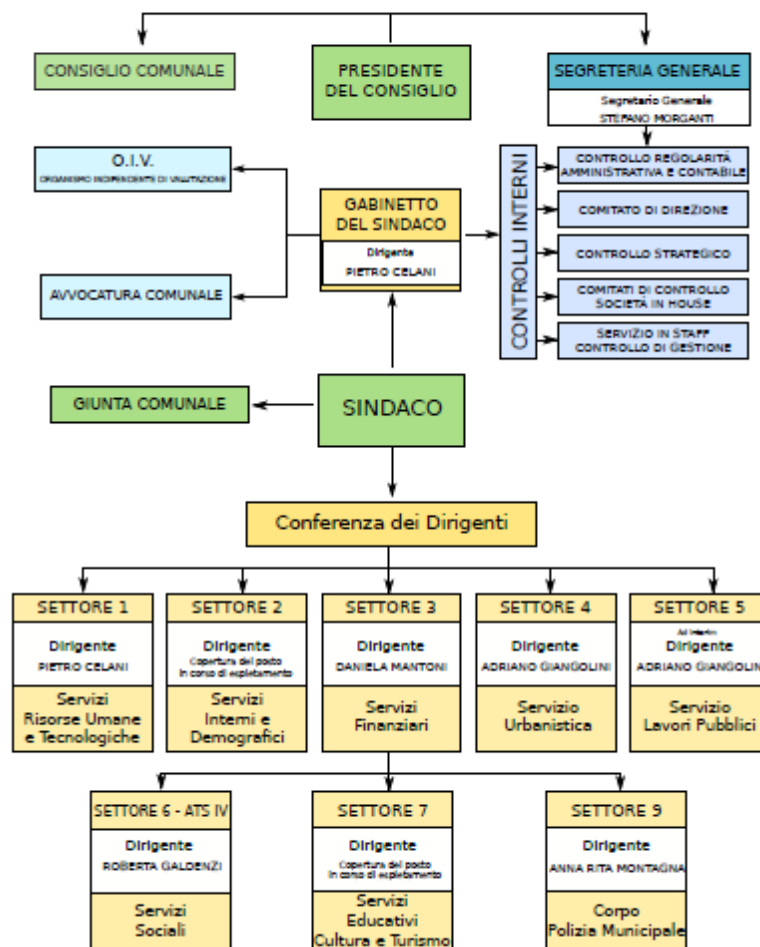 CONSIGLIO COMUNALE
PRESIDENTE
DEL CONSIGLIO
SEGRETERIA GENERALE
Segretario Generale
STEFANO MORGANTI
O.I.V.
ORGANISMO INDIPENDENTE DI VALUTAZIONE
GABINETTO
DEL SINDACO
Dirigente
PIETRO CELANI
AVVOCATURA COMUNALE
CONTROLLI INTERNI
CONTROLLO REGOLARITÀ
AMMINISTRATIVA E CONTABILE
COMITATO DI DIREZIONE
CONTROLLO STRATEGICO
COMITATI DI CONTROLLO
SOCIETÀ IN HOUSE
SERVIZIO IN STAFF
CONTROLLO DI GESTIONE
GIUNTA COMUNALE
SINDACO
Conferenza dei Dirigenti
SETTORE 1
Dirigente
PIETRO CELANI
Servizi
Risorse Umane
e Tecnologiche
SETTORE 2
Dirigente
Copertura del posto
in corso di espletamento
Servizi
Interni e
Demografici
SETTORE 3
Dirigente
DANIELA MANTONI
Servizi
Finanziari
SETTORE 4
Dirigente
ADRIANO GIANGOLINI
Servizio
Urbanistica
SETTORE 5
Ad interim
Dirigente
ADRIANO GIANGOLIN
Servizio
Lavori Pubblici
SETTORE 6 - ATS IV
Dirigente
ROBERTA GALDENZI
Servizi
Sociali
SETTORE 7
Dirigente
Copertura del posto
in corso di espletamento
Servizi
Educativi
Cultura e Turismo
SETTORE 9
Dirigente
ANNA RITA MONTAGNA
Corpo
Polizia Municipale